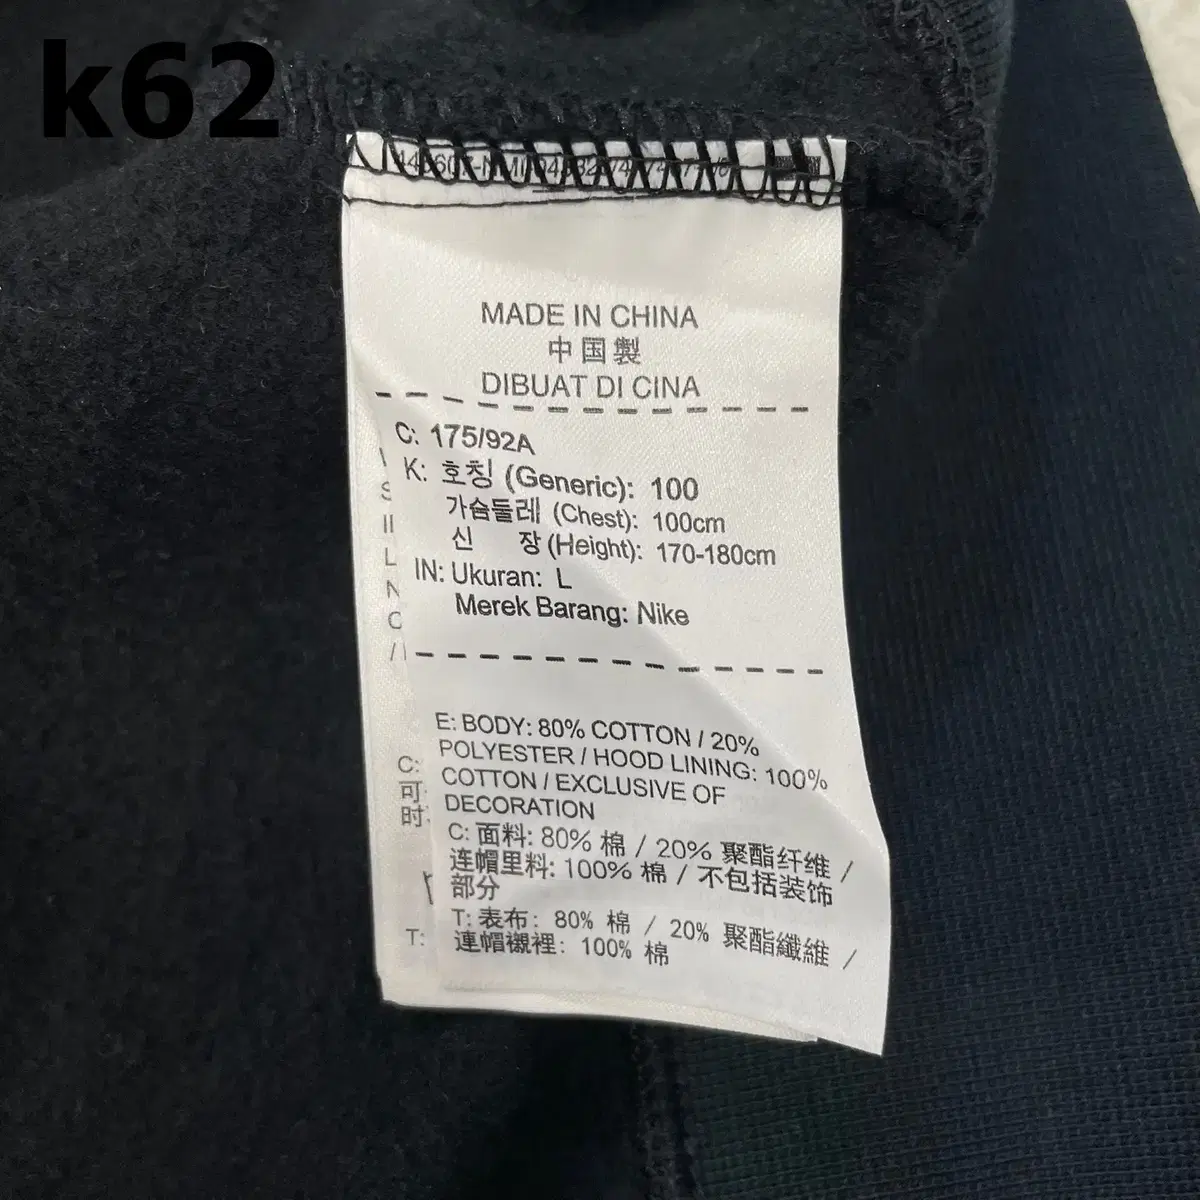 k62
MADE IN CHINA
中国製
DIBUAT DI CINA
C: 175/92A
K: 호칭 (Generic): 100
가슴둘레 (Chest): 100cm
신 장 (Height): 170-180cm
IN: Ukuran: L
Merek Barang: Nike
E: BODY: 80% COTTON / 20%
POLYESTER / HOOD LINING: 100%
COTTON / EXCLUSIVE OF
DECORATION
C: 面料: 80% 棉 / 20% 聚酯纤维 /
连帽里料: 100% 棉 / 不包括装饰
部分
T: 表布: 80% 棉 / 20% 聚酯纖維 /
連帽襯裡: 100% 棉
C:
可
时
T: